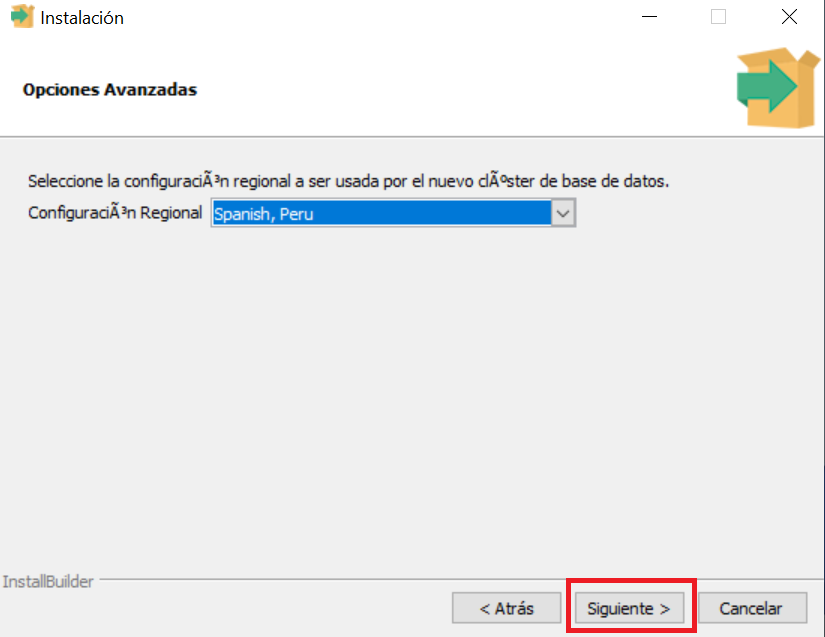 Instalación
Opciones Avanzadas
Seleccione la configuraciÃ³n regional a ser usada por el nuevo clÃºster de base de datos.
ConfiguraciÃ³n Regional Spanish, Peru
InstallBuilder
< Atrás Siguiente > Cancelar